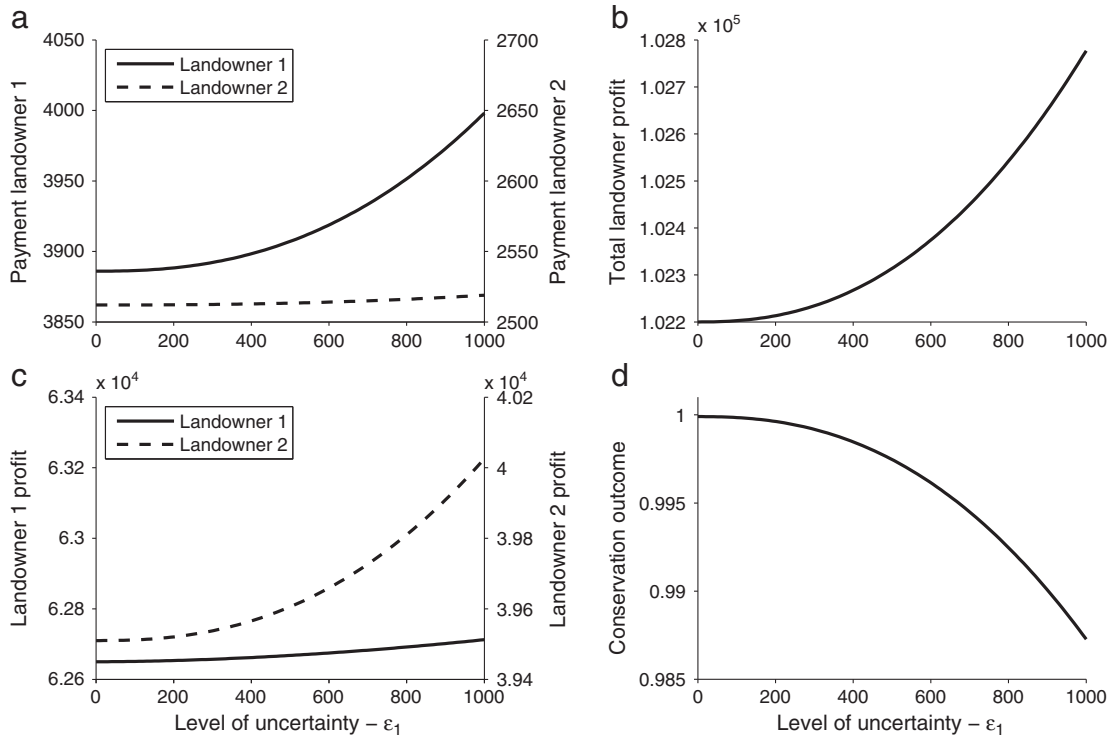 a
4050
4000
3950
3900
3850
Payment landowner 1
Landowner 1
Landowner 2
2700
2650
2600
2550
2500
Payment landowner 2
0 200 400 600 800 1000
b
x 10^5
1.028
1.027
1.026
1.025
1.024
1.023
1.022
Total landowner profit
0 200 400 600 800 1000
c
x 10^4
6.34
6.32
6.3
6.28
6.26
Landowner 1 profit
Landowner 1
Landowner 2
x 10^4
4.02
4
3.98
3.96
3.94
Landowner 2 profit
0 200 400 600 800 1000
Level of uncertainty – ε₁
d
1
0.995
0.99
0.985
Conservation outcome
0 200 400 600 800 1000
Level of uncertainty – ε₁